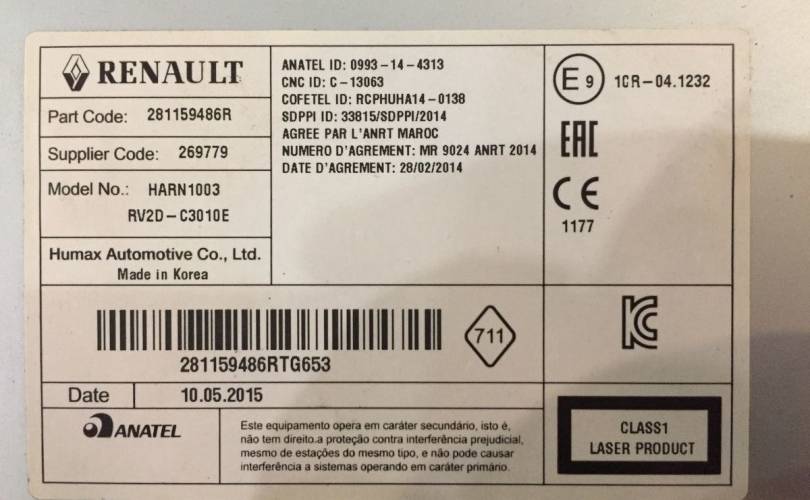 RENAULT
Part Code: 281159486R
Supplier Code: 269779
Model No.: HARN1003
RV2D-C3010E
Humax Automotive Co., Ltd.
Made in Korea
ANATEL ID: 0993-14-4313
CNC ID: C-13063
COFETEL ID: RCPHUHA14-0138
SDPPI ID: 33815/SDPPI/2014
AGREE PAR L'ANRT MAROC
NUMERO D'AGREMENT: MR 9024 ANRT 2014
DATE D'AGREMENT: 28/02/2014
E9 1CR-04.1232
EAC
CE
1177
281159486RTG653
711
KC
Date 10.05.2015
ANATEL
Este equipamento opera em caráter secundário, isto é,
não tem direito.a proteção contra interferência prejudicial,
mesmo de estações do mesmo tipo, e não pode causar
interferência a sistemas operando em caráter primário.
CLASS1
LASER PRODUCT